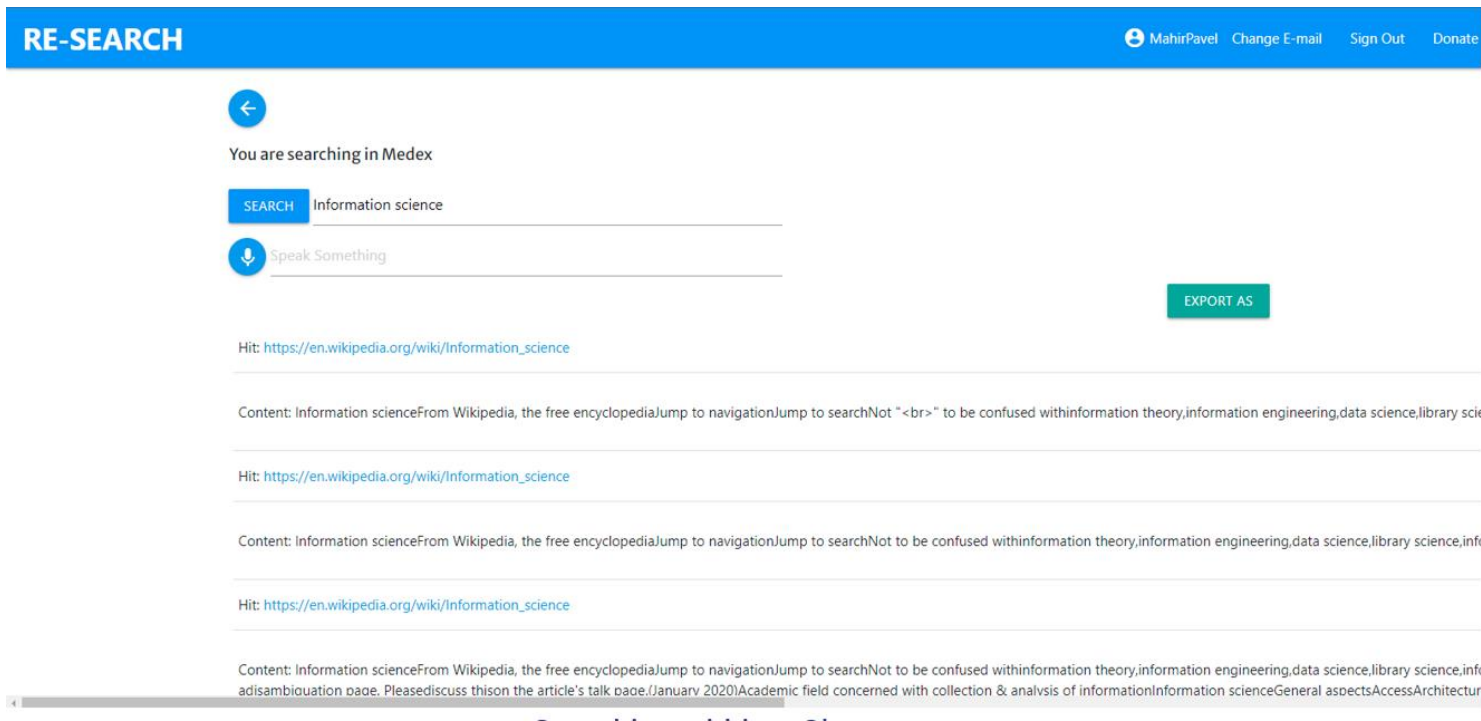 RE-SEARCH
MahirPavel Change E-mail Sign Out Donate
You are searching in Medex
SEARCH Information science
Speak Something
EXPORT AS
Hit: https://en.wikipedia.org/wiki/Information_science
Content: Information scienceFrom Wikipedia, the free encyclopediaJump to navigationJump to searchNot "<br>" to be confused withinformation theory,information engineering,data science,library scie
Hit: https://en.wikipedia.org/wiki/Information_science
Content: Information scienceFrom Wikipedia, the free encyclopediaJump to navigationJump to searchNot to be confused withinformation theory,information engineering,data science,library science,info
Hit: https://en.wikipedia.org/wiki/Information_science
Content: Information scienceFrom Wikipedia, the free encyclopediaJump to navigationJump to searchNot to be confused withinformation theory,information engineering,data science,library science,info
adisambiguation page. Pleasediscuss thison the article's talk page.(January 2020)Academic field concerned with collection & analysis of informationInformation scienceGeneral aspectsAccessArchitectur